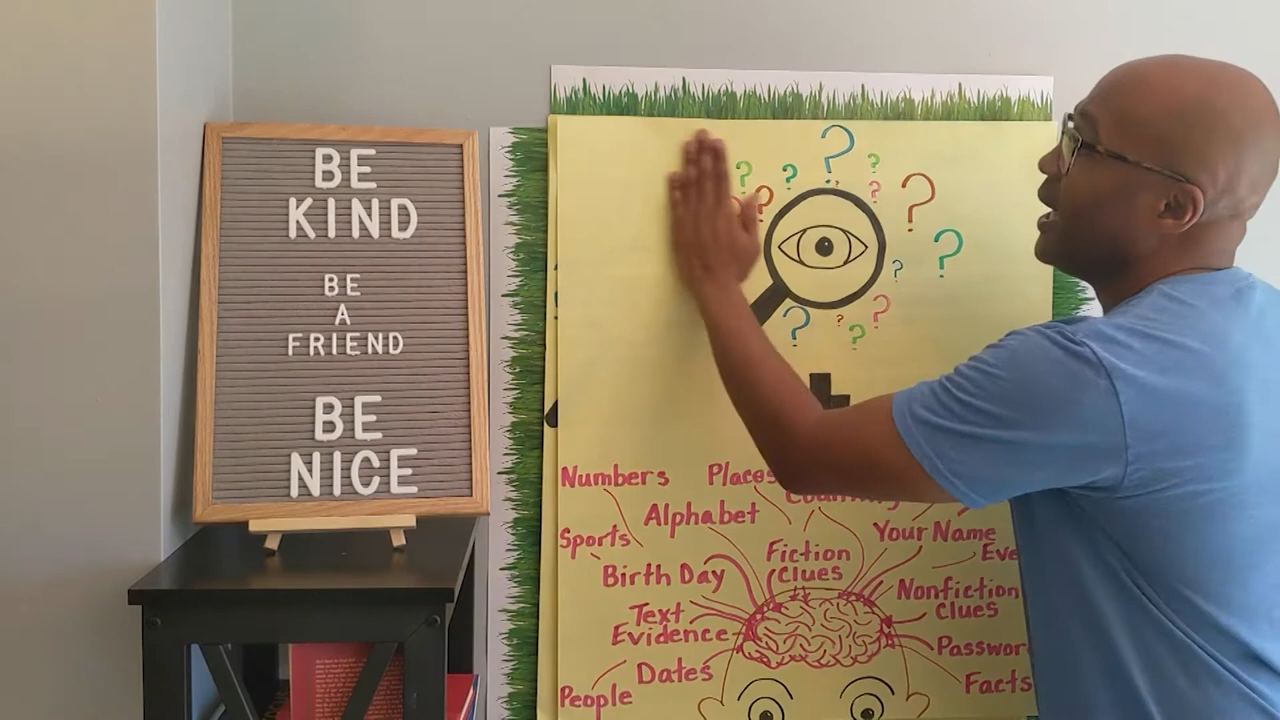 BE
KIND
BE
A
FRIEND
BE
NICE
? ? ? ? ?
? ? ?
?
?
? ? ? ?
+
Numbers
Places
Alphabet
Sports
Your Name
Fiction
Clues
Birth Day
Nonfiction
Clues
Text
Evidence
Dates
Facts
People